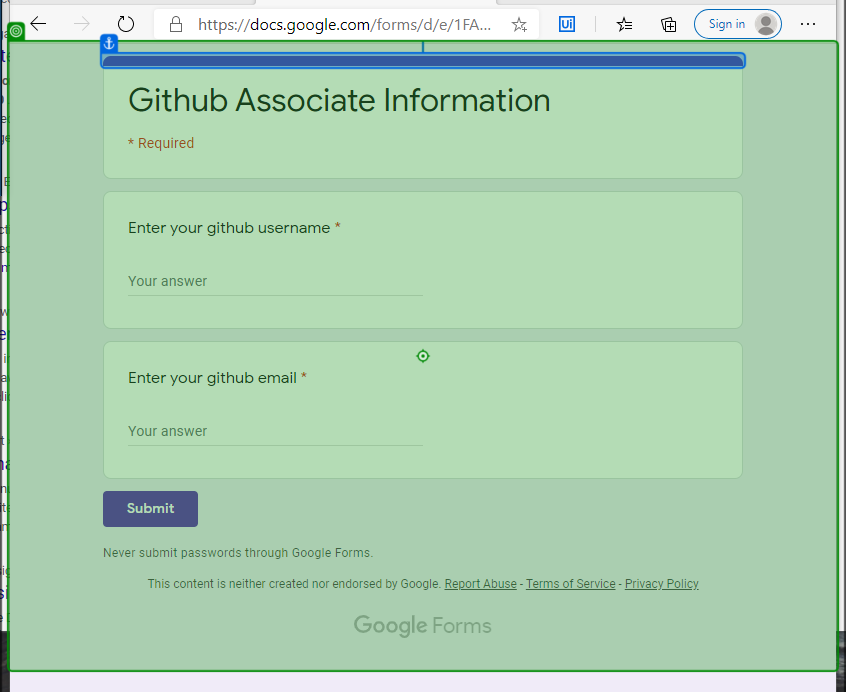 https://docs.google.com/forms/d/e/1FA...
Ui
Sign in
Github Associate Information
* Required
Enter your github username *
Your answer
Enter your github email *
Your answer
Submit
Never submit passwords through Google Forms.
This content is neither created nor endorsed by Google. Report Abuse - Terms of Service - Privacy Policy
Google Forms